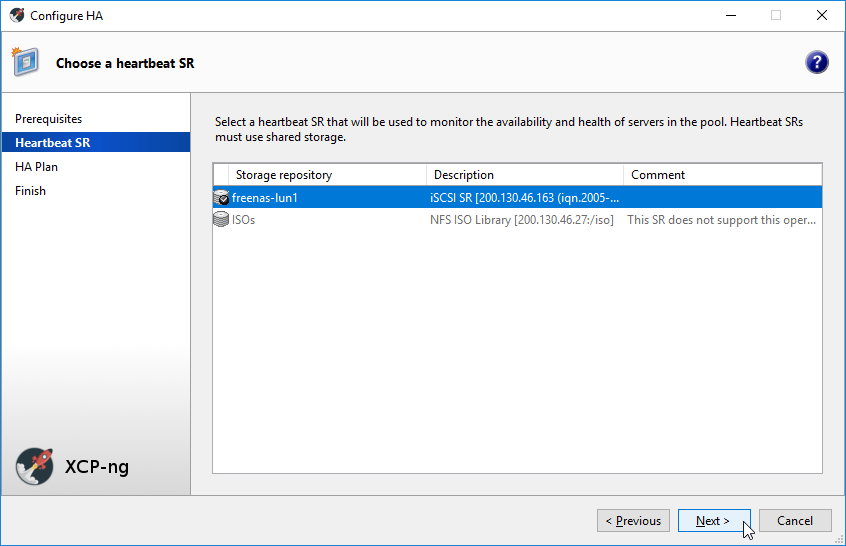 Configure HA
Choose a heartbeat SR
?
Prerequisites
Heartbeat SR
HA Plan
Finish
Select a heartbeat SR that will be used to monitor the availability and health of servers in the pool. Heartbeat SRs
must use shared storage.
Storage repository Description Comment
freenas-lun1 iSCSI SR [200.130.46.163 (iqn.2005-...
ISOs NFS ISO Library [200.130.46.27:/iso] This SR does not support this oper...
XCP-ng
< Previous Next > Cancel